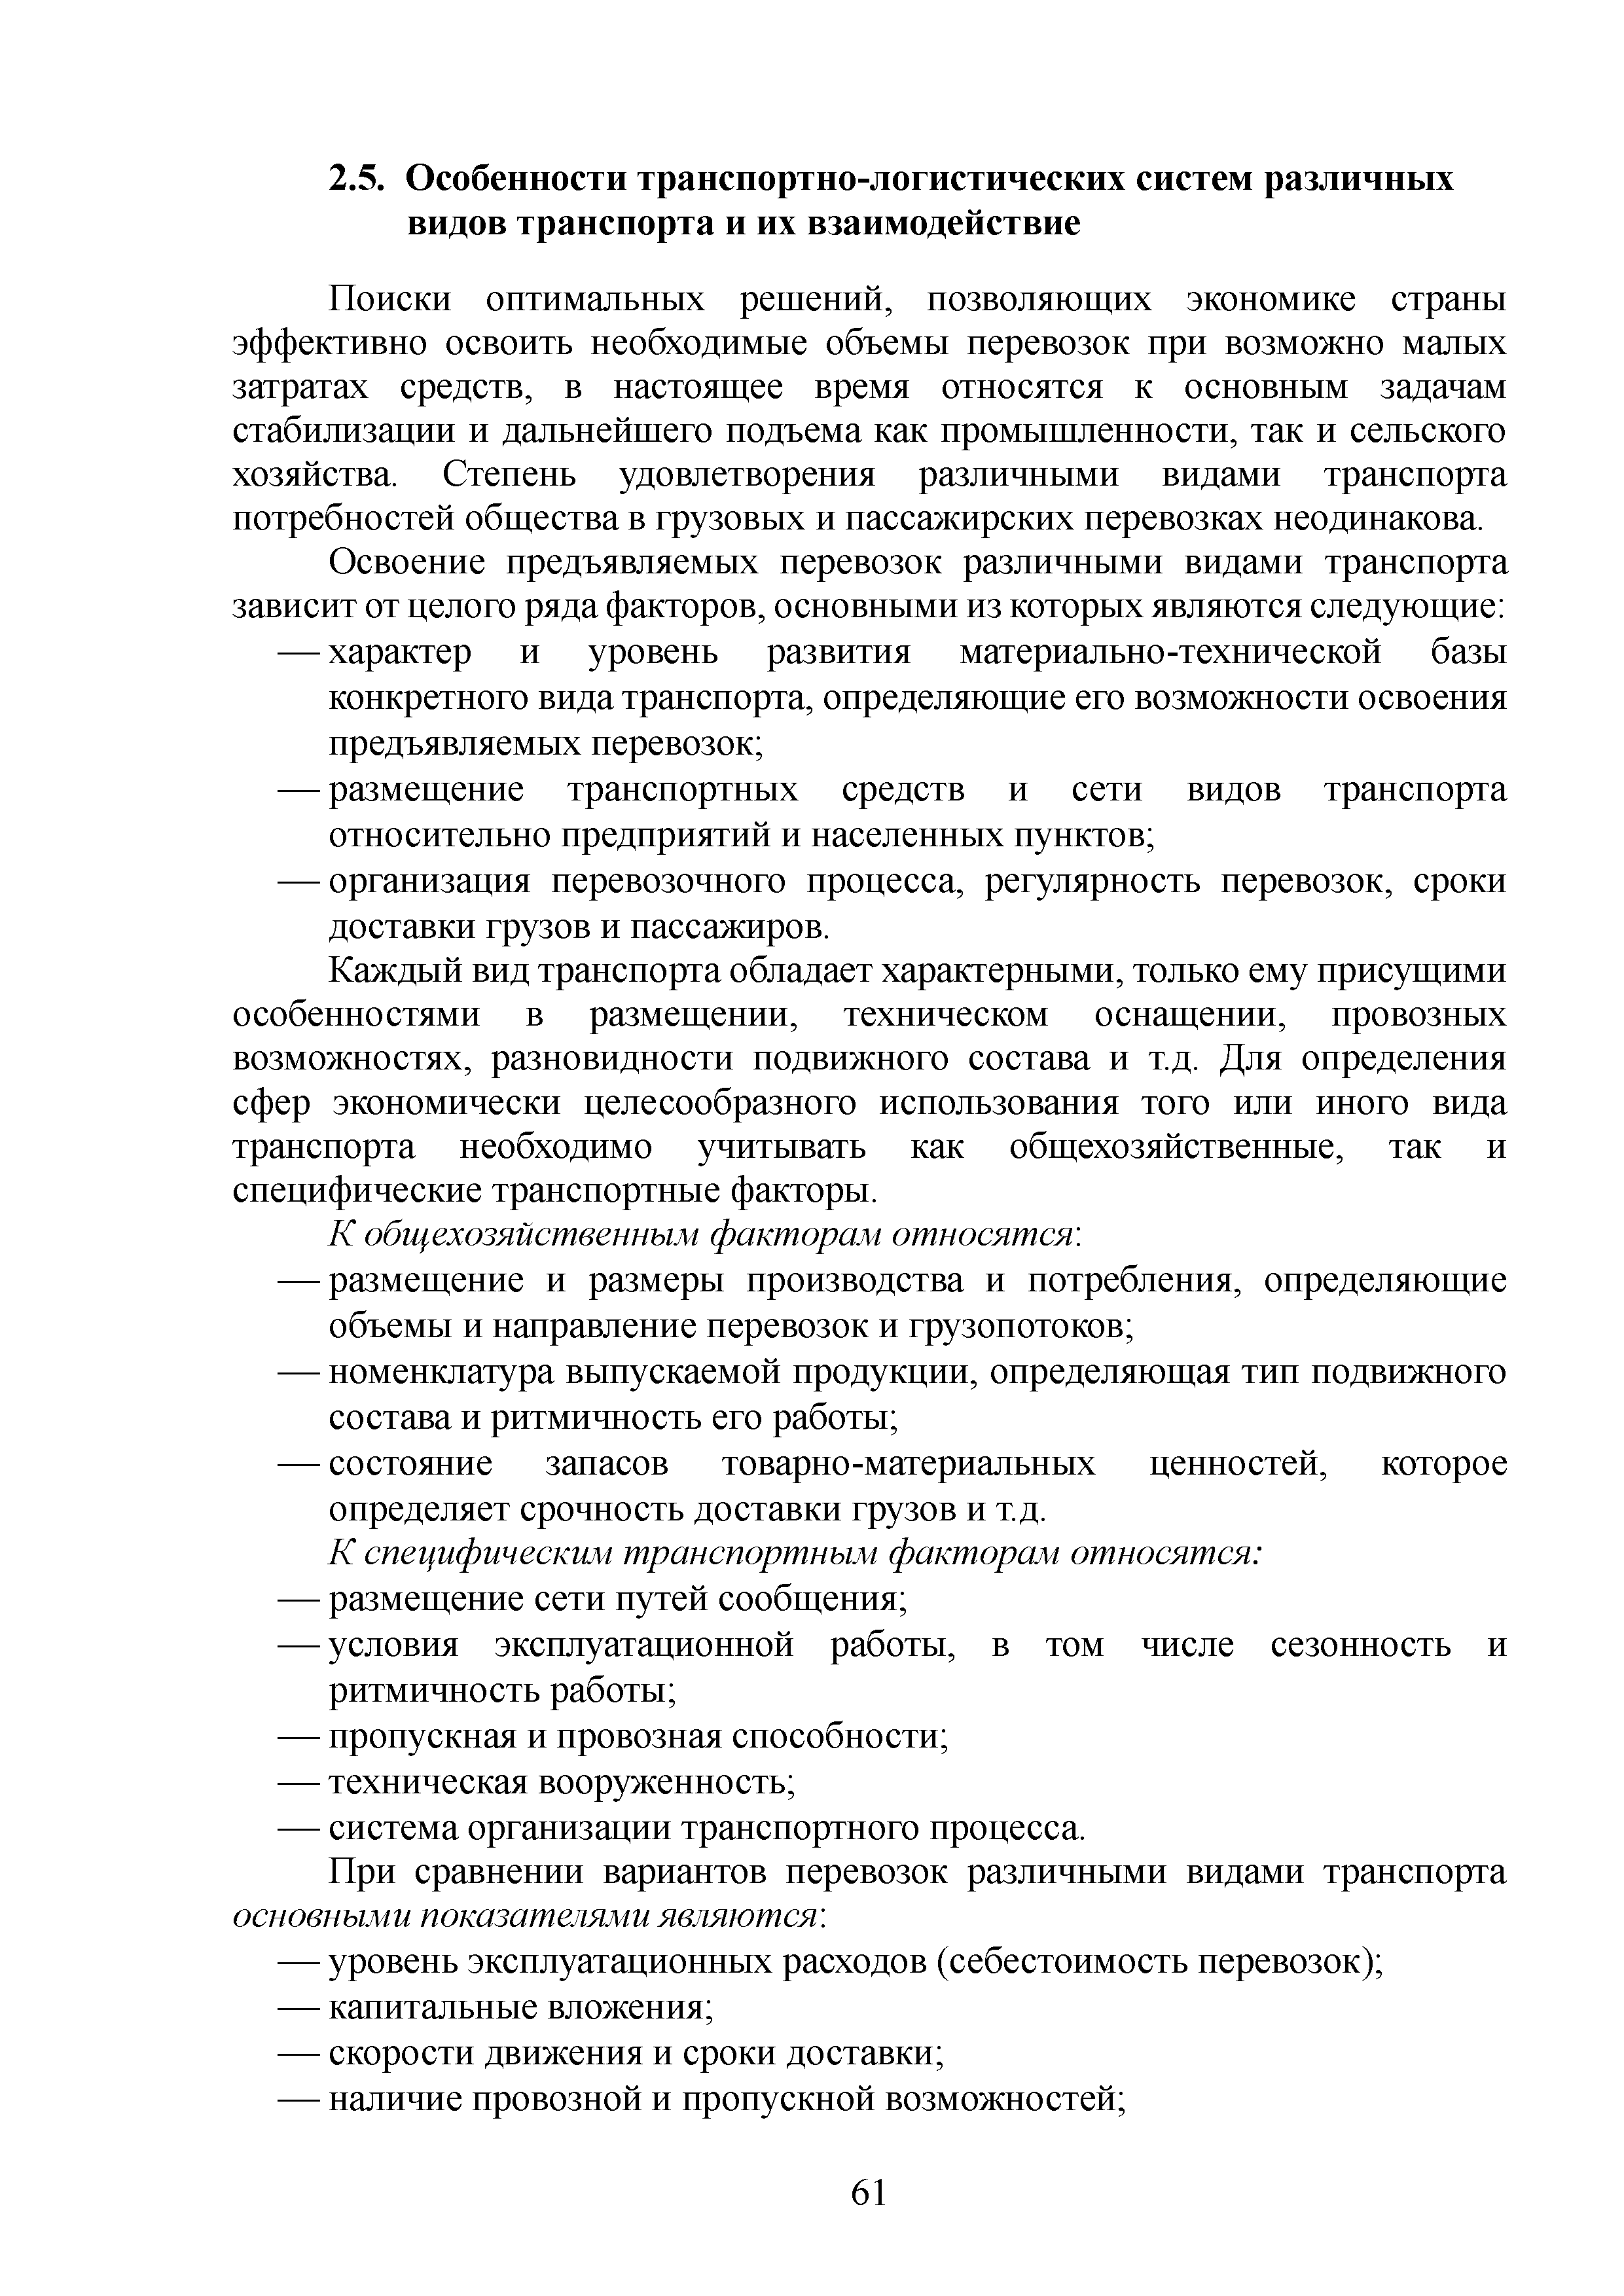 2.5. Особенности транспортно-логистических систем различных
видов транспорта и их взаимодействие
Поиски оптимальных решений, позволяющих экономике страны
эффективно освоить необходимые объемы перевозок при возможно малых
затратах средств, в настоящее время относятся к основным задачам
стабилизации и дальнейшего подъема как промышленности, так и сельского
хозяйства. Степень удовлетворения различными видами транспорта
потребностей общества в грузовых и пассажирских перевозках неодинакова.
Освоение предъявляемых перевозок различными видами транспорта
зависит от целого ряда факторов, основными из которых являются следующие:
— характер и уровень развития материально-технической базы
конкретного вида транспорта, определяющие его возможности освоения
предъявляемых перевозок;
— размещение транспортных средств и сети видов транспорта
относительно предприятий и населенных пунктов;
— организация перевозочного процесса, регулярность перевозок, сроки
доставки грузов и пассажиров.
Каждый вид транспорта обладает характерными, только ему присущими
особенностями в размещении, техническом оснащении, провозных
возможностях, разновидности подвижного состава и т.д. Для определения
сфер экономически целесообразного использования того или иного вида
транспорта необходимо учитывать как общехозяйственные, так и
специфические транспортные факторы.
К общехозяйственным факторам относятся:
— размещение и размеры производства и потребления, определяющие
объемы и направление перевозок и грузопотоков;
— номенклатура выпускаемой продукции, определяющая тип подвижного
состава и ритмичность его работы;
— состояние запасов товарно-материальных ценностей, которое
определяет срочность доставки грузов и т.д.
К специфическим транспортным факторам относятся:
— размещение сети путей сообщения;
— условия эксплуатационной работы, в том числе сезонность и
ритмичность работы;
— пропускная и провозная способности;
— техническая вооруженность;
— система организации транспортного процесса.
При сравнении вариантов перевозок различными видами транспорта
основными показателями являются:
— уровень эксплуатационных расходов (себестоимость перевозок);
— капитальные вложения;
— скорости движения и сроки доставки;
— наличие провозной и пропускной возможностей;
61